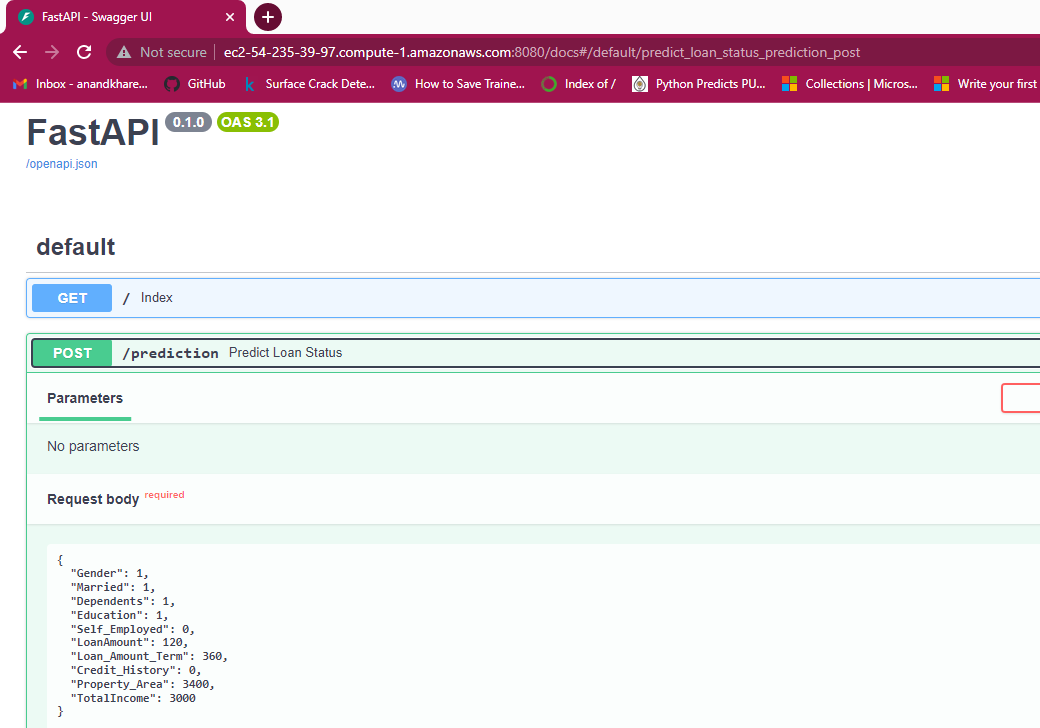 FastAPI - Swagger UI
Not secure | ec2-54-235-39-97.compute-1.amazonaws.com:8080/docs#/default/predict_loan_status_prediction_post
Inbox - anandkhare... GitHub Surface Crack Dete... How to Save Traine... Index of / Python Predicts PU... Collections | Micros... Write your first
FastAPI 0.1.0 OAS 3.1
/openapi.json
default
GET / Index
POST /prediction Predict Loan Status
Parameters
No parameters
Request body required
{
  "Gender": 1,
  "Married": 1,
  "Dependents": 1,
  "Education": 1,
  "Self_Employed": 0,
  "LoanAmount": 120,
  "Loan_Amount_Term": 360,
  "Credit_History": 0,
  "Property_Area": 3400,
  "TotalIncome": 3000
}